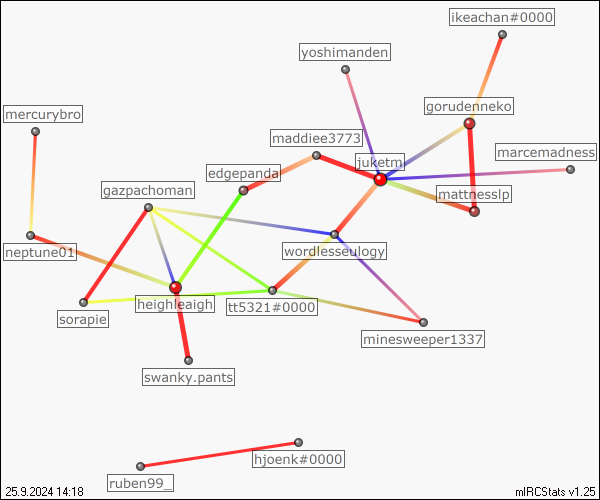 ikeachan#0000
yoshimanden
gorudenneko
mercurybro
maddiee3773
marcemadness
juketm
edgepanda
gazpachoman
mattnesslp
neptune01
wordlesseulogy
heighleaigh
tt5321#0000
sorapie
minesweeper1337
swanky.pants
hjoenk#0000
ruben99_
25.9.2024 14:18
mIRCStats v1.25